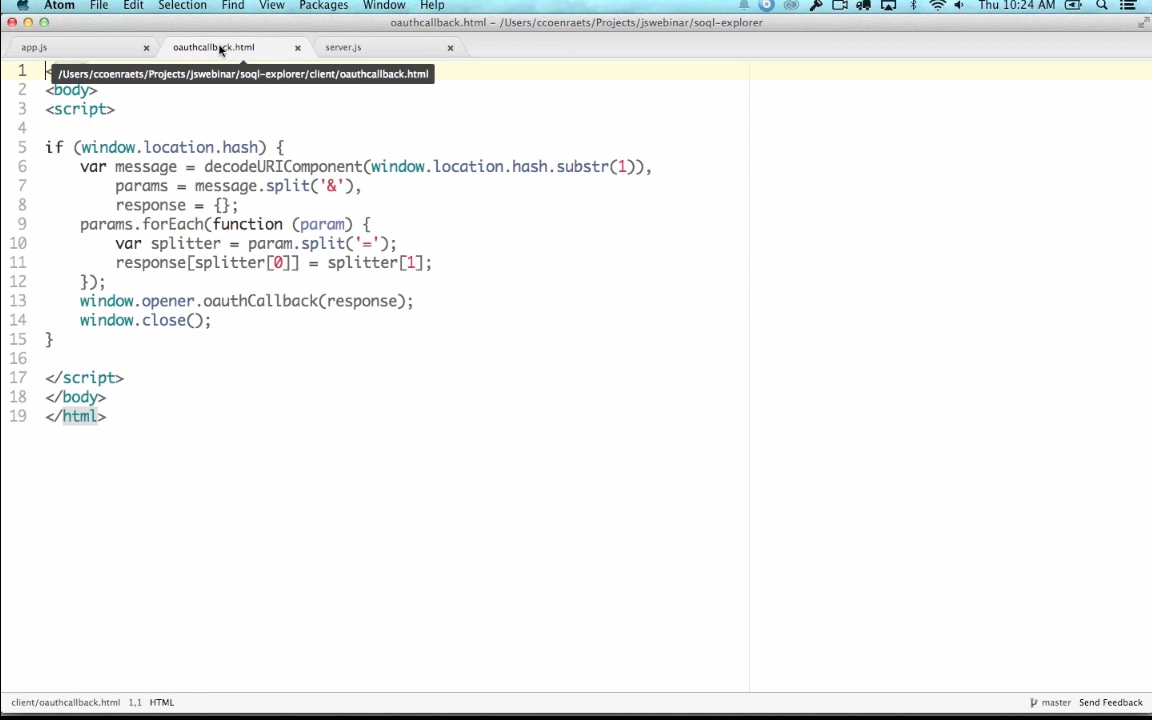 Atom File Edit Selection Find View Packages Window Help Thu 10:24 AM
oauthcallback.html - /Users/ccoenraets/Projects/jswebinar/soql-explorer
app.js × oauthcallback.html × server.js ×
/Users/ccoenraets/Projects/jswebinar/soql-explorer/client/oauthcallback.html
1 <
2 <body>
3 <script>
4
5 if (window.location.hash) {
6 var message = decodeURIComponent(window.location.hash.substr(1)),
7 params = message.split('&'),
8 response = {};
9 params.forEach(function (param) {
10 var splitter = param.split('=');
11 response[splitter[0]] = splitter[1];
12 });
13 window.opener.oauthCallback(response);
14 window.close();
15 }
16
17 </script>
18 </body>
19 </html>
client/oauthcallback.html 1,1 HTML master Send Feedback